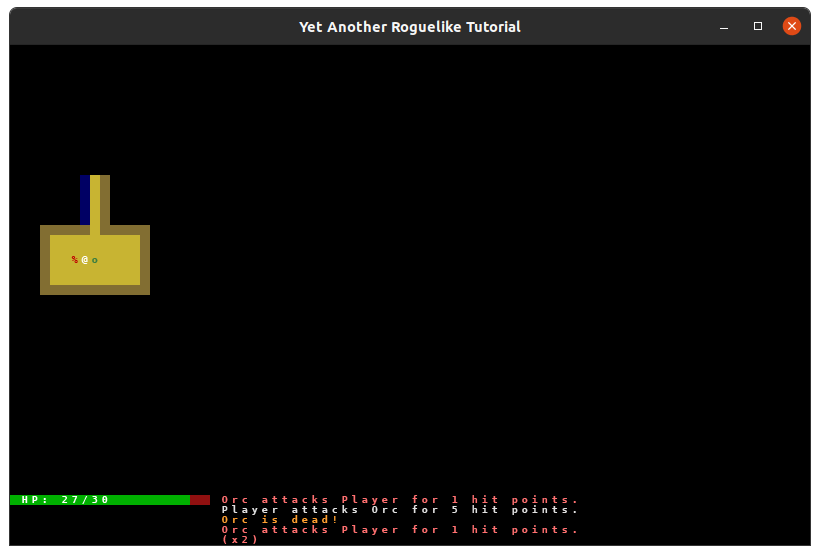 Yet Another Roguelike Tutorial
%@o
HP: 27/30
Orc attacks Player for 1 hit points.
Player attacks Orc for 5 hit points.
Orc is dead!
Orc attacks Player for 1 hit points.
(x2)